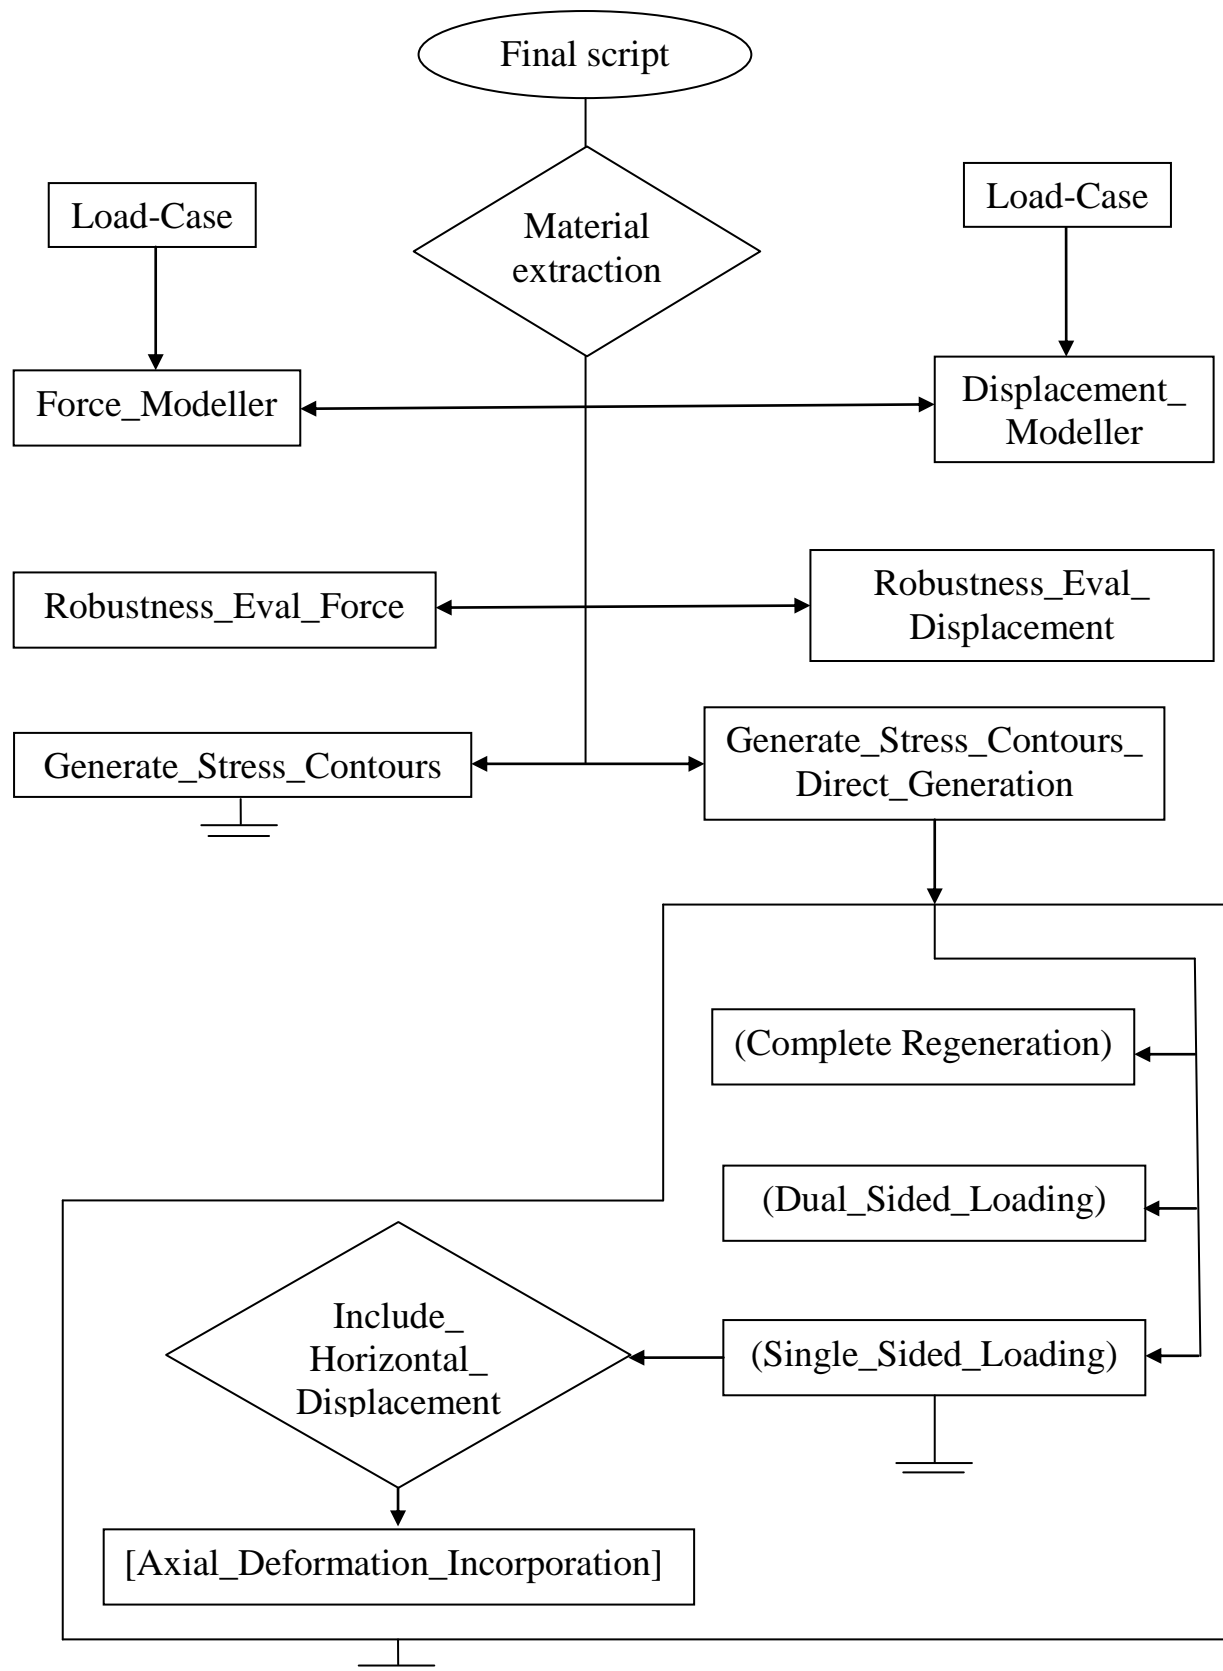 Final script
Load-Case
Material
extraction
Load-Case
Force_Modeller
Displacement_
Modeller
Robustness_Eval_Force
Robustness_Eval_
Displacement
Generate_Stress_Contours
Generate_Stress_Contours_
Direct_Generation
(Complete Regeneration)
(Dual_Sided_Loading)
Include_
Horizontal_
Displacement
(Single_Sided_Loading)
[Axial_Deformation_Incorporation]